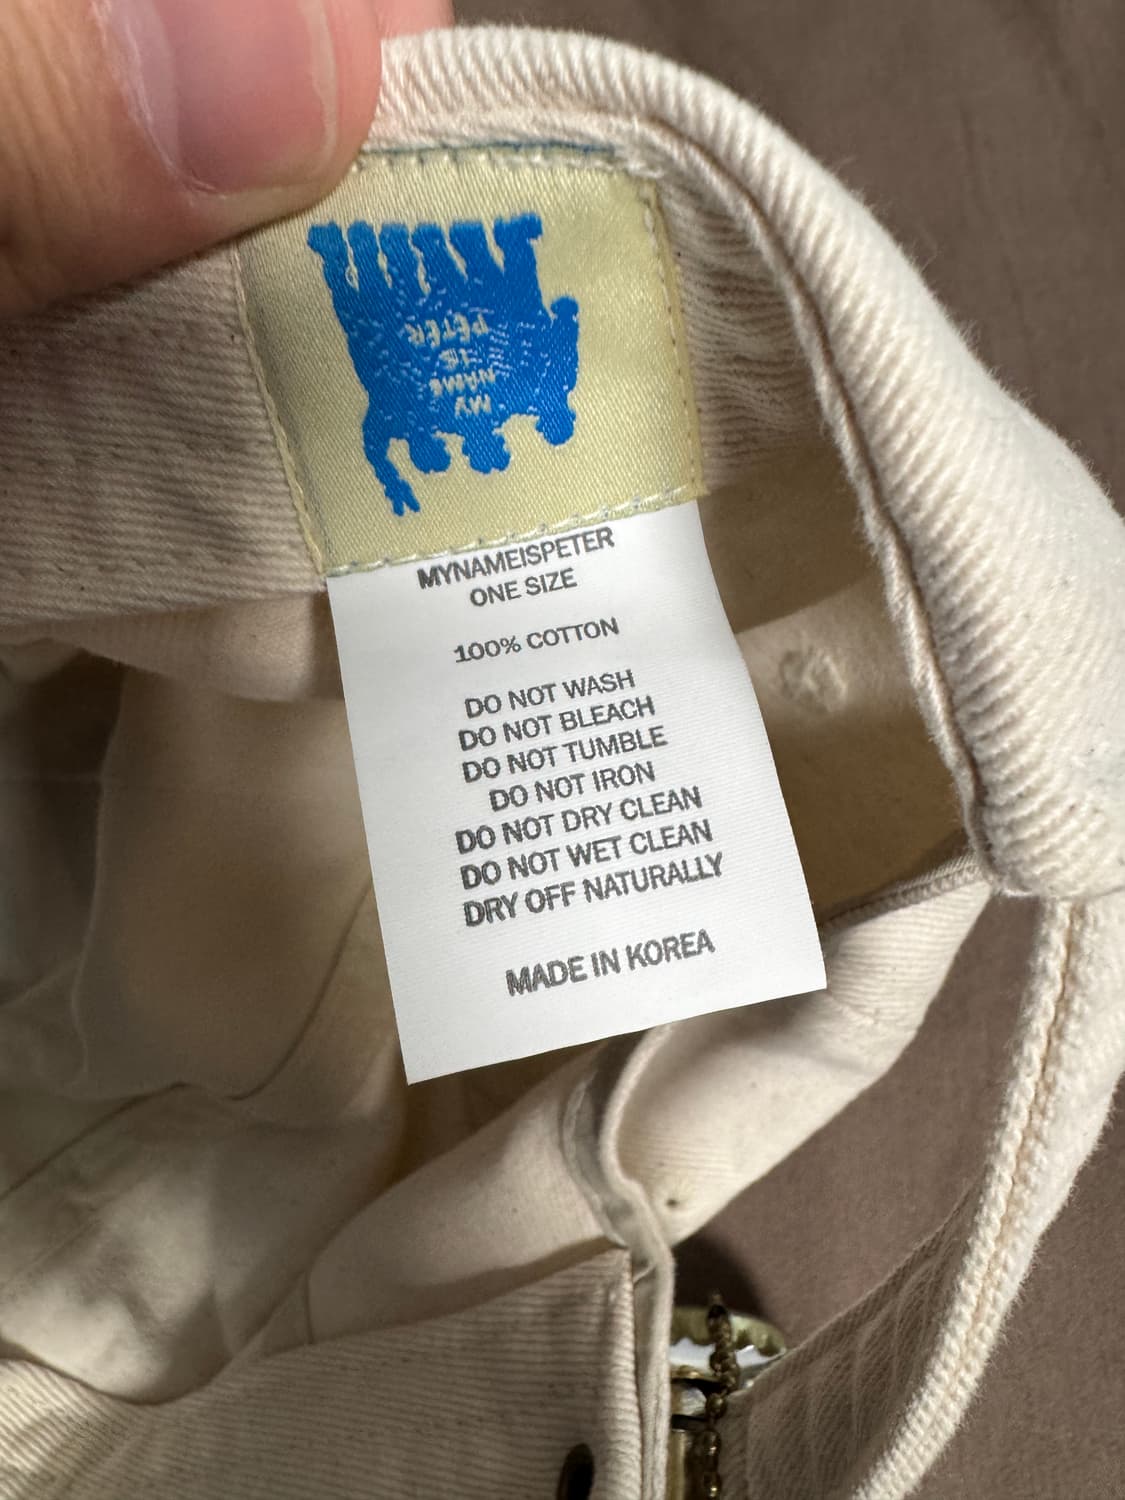 MY
NAME
IS
PETER
MYNAMEISPETER
ONE SIZE
100% COTTON
DO NOT WASH
DO NOT BLEACH
DO NOT TUMBLE
DO NOT IRON
DO NOT DRY CLEAN
DO NOT WET CLEAN
DRY OFF NATURALLY
MADE IN KOREA